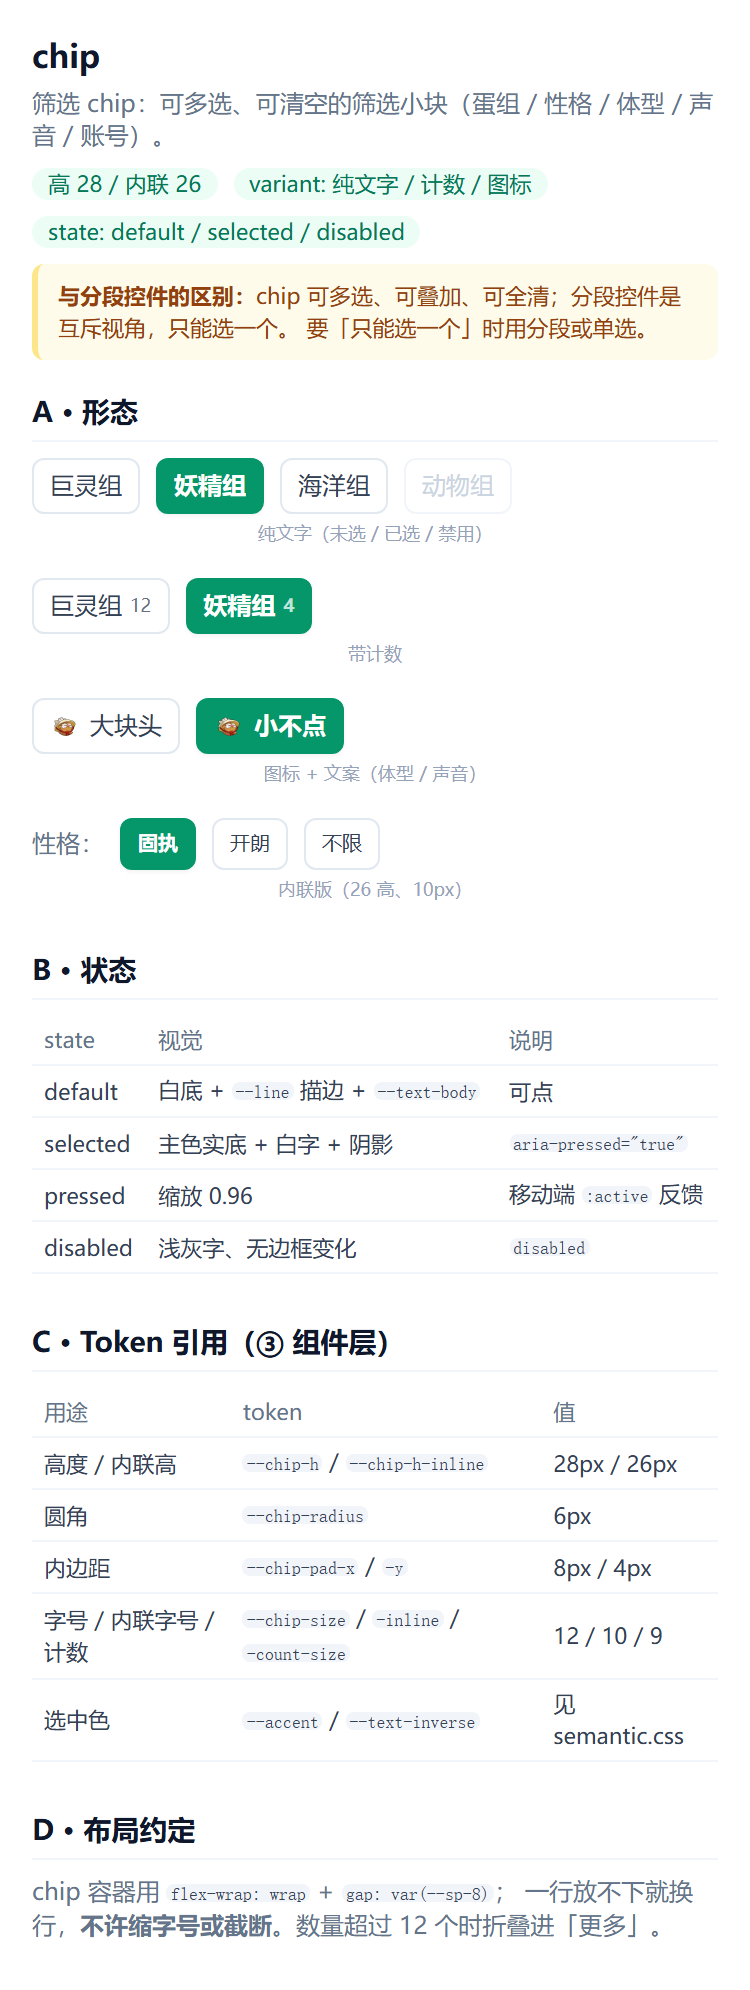 chip
筛选 chip：可多选、可清空的筛选小块（蛋组 / 性格 / 体型 / 声
音 / 账号）。
高 28 / 内联 26 variant: 纯文字 / 计数 / 图标
state: default / selected / disabled
与分段控件的区别：chip 可多选、可叠加、可全清；分段控件是
互斥视角，只能选一个。 要「只能选一个」时用分段或单选。
A · 形态
巨灵组 妖精组 海洋组 动物组
纯文字（未选 / 已选 / 禁用）
巨灵组 12 妖精组 4
带计数
大块头 小不点
图标 + 文案（体型 / 声音）
性格： 固执 开朗 不限
内联版（26 高、10px）
B · 状态
state 视觉 说明
default 白底 + --line 描边 + --text-body 可点
selected 主色实底 + 白字 + 阴影 aria-pressed="true"
pressed 缩放 0.96 移动端 :active 反馈
disabled 浅灰字、无边框变化 disabled
C · Token 引用（③ 组件层）
用途 token 值
高度 / 内联高 --chip-h / --chip-h-inline 28px / 26px
圆角 --chip-radius 6px
内边距 --chip-pad-x / -y 8px / 4px
字号 / 内联字号 / --chip-size / -inline / 12 / 10 / 9
计数 -count-size
选中色 --accent / --text-inverse 见
semantic.css
D · 布局约定
chip 容器用 flex-wrap: wrap + gap: var(--sp-8)； 一行放不下就换
行，不许缩字号或截断。数量超过 12 个时折叠进「更多」。